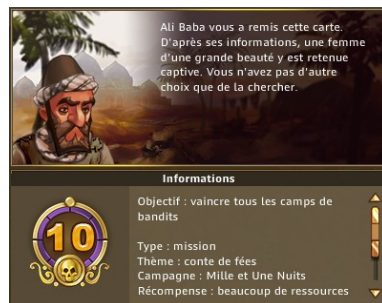 Ali Baba vous a remis cette carte.
D'après ses informations, une femme
d'une grande beauté y est retenue
captive. Vous n'avez pas d'autre
choix que de la chercher.
Informations
10
Objectif : vaincre tous les camps de
bandits
Type : mission
Thème : conte de fées
Campagne : Mille et Une Nuits
Récompense : beaucoup de ressources